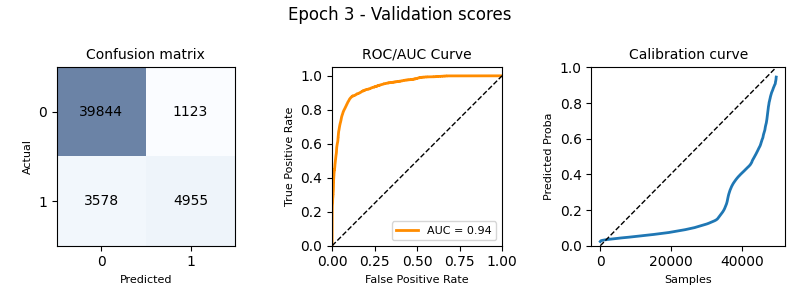 Epoch 3 - Validation scores
Confusion matrix
Actual
0
1
39844
1123
3578
4955
0
1
Predicted
ROC/AUC Curve
True Positive Rate
1.0
0.8
0.6
0.4
0.2
0.0
AUC = 0.94
0.00
0.25
0.50
0.75
1.00
False Positive Rate
Calibration curve
Predicted Proba
1.0
0.8
0.6
0.4
0.2
0.0
0
20000
40000
Samples